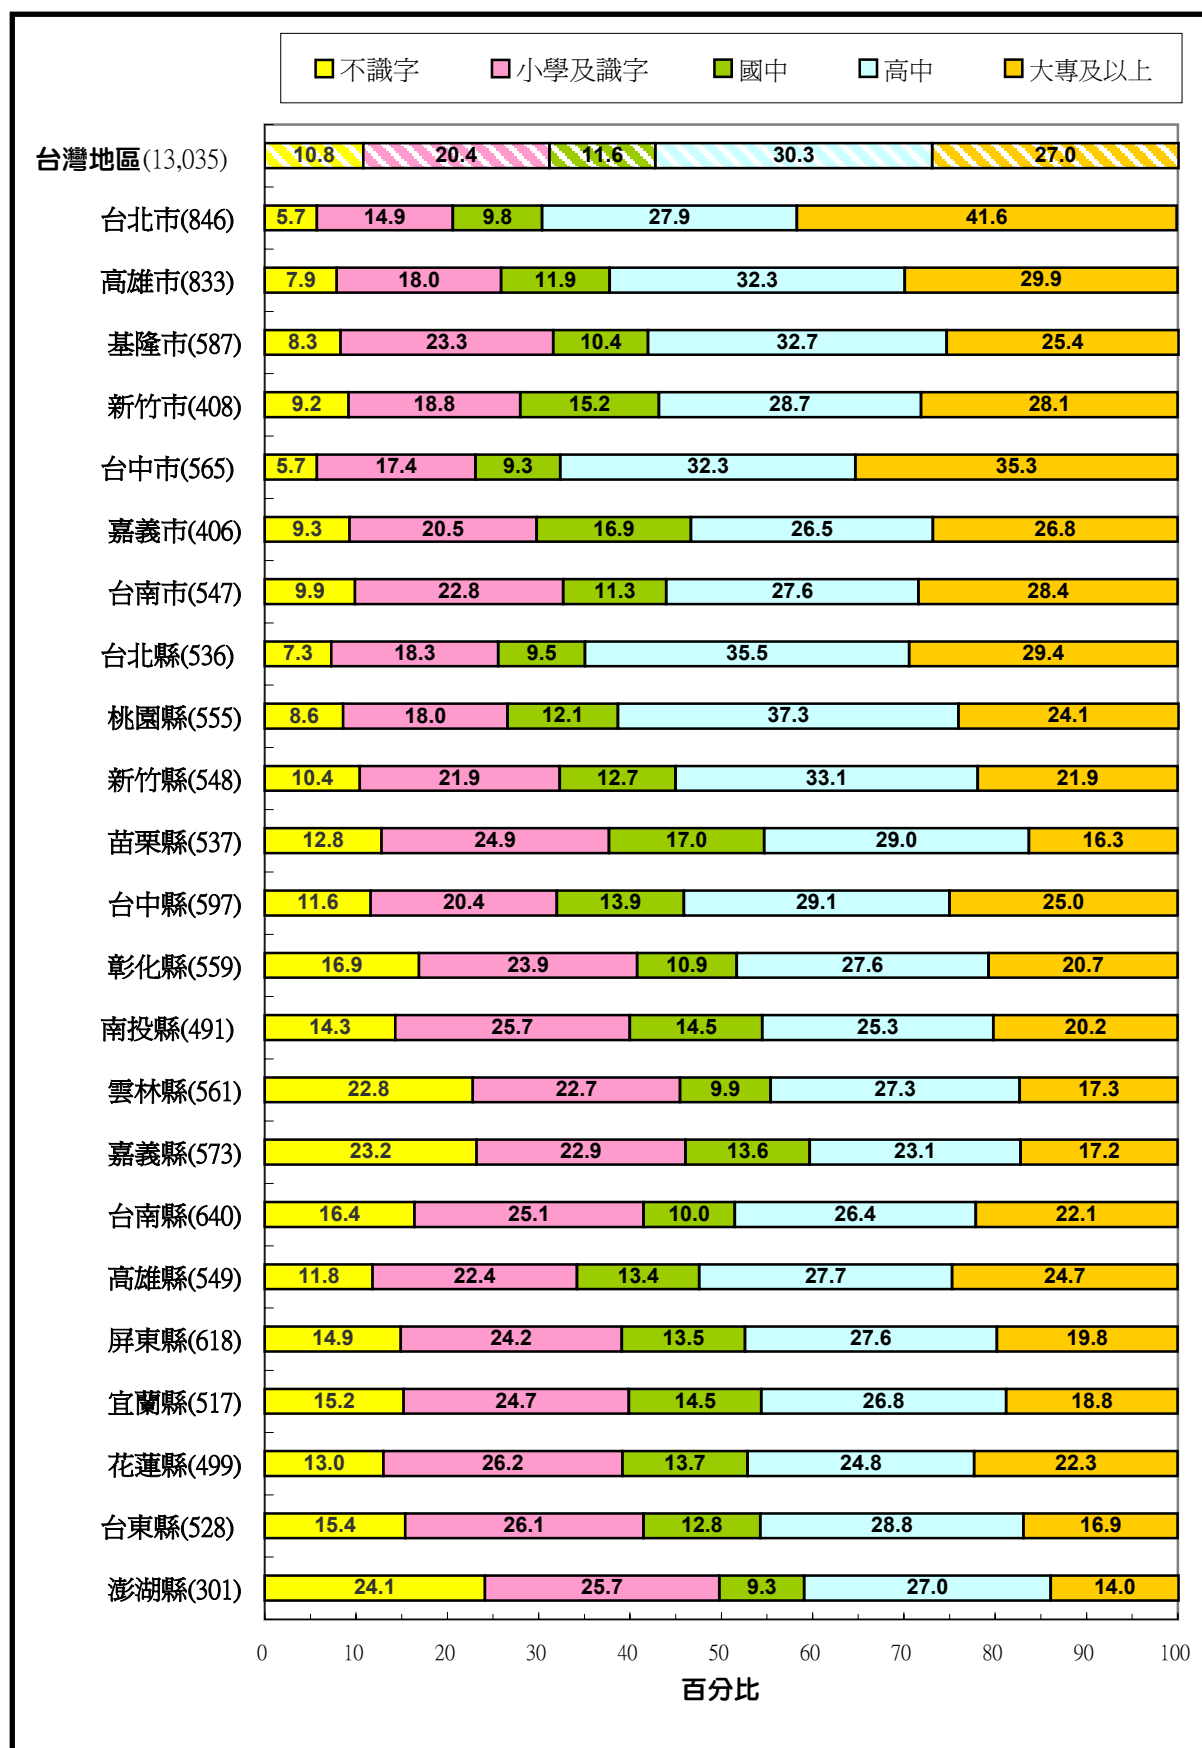 不識字 小學及識字 國中 高中 大專及以上
台灣地區(13,035) 10.8 20.4 11.6 30.3 27.0
台北市(846) 5.7 14.9 9.8 27.9 41.6
高雄市(833) 7.9 18.0 11.9 32.3 29.9
基隆市(587) 8.3 23.3 10.4 32.7 25.4
新竹市(408) 9.2 18.8 15.2 28.7 28.1
台中市(565) 5.7 17.4 9.3 32.3 35.3
嘉義市(406) 9.3 20.5 16.9 26.5 26.8
台南市(547) 9.9 22.8 11.3 27.6 28.4
台北縣(536) 7.3 18.3 9.5 35.5 29.4
桃園縣(555) 8.6 18.0 12.1 37.3 24.1
新竹縣(548) 10.4 21.9 12.7 33.1 21.9
苗栗縣(537) 12.8 24.9 17.0 29.0 16.3
台中縣(597) 11.6 20.4 13.9 29.1 25.0
彰化縣(559) 16.9 23.9 10.9 27.6 20.7
南投縣(491) 14.3 25.7 14.5 25.3 20.2
雲林縣(561) 22.8 22.7 9.9 27.3 17.3
嘉義縣(573) 23.2 22.9 13.6 23.1 17.2
台南縣(640) 16.4 25.1 10.0 26.4 22.1
高雄縣(549) 11.8 22.4 13.4 27.7 24.7
屏東縣(618) 14.9 24.2 13.5 27.6 19.8
宜蘭縣(517) 15.2 24.7 14.5 26.8 18.8
花蓮縣(499) 13.0 26.2 13.7 24.8 22.3
台東縣(528) 15.4 26.1 12.8 28.8 16.9
澎湖縣(301) 24.1 25.7 9.3 27.0 14.0
0 10 20 30 40 50 60 70 80 90 100
百分比